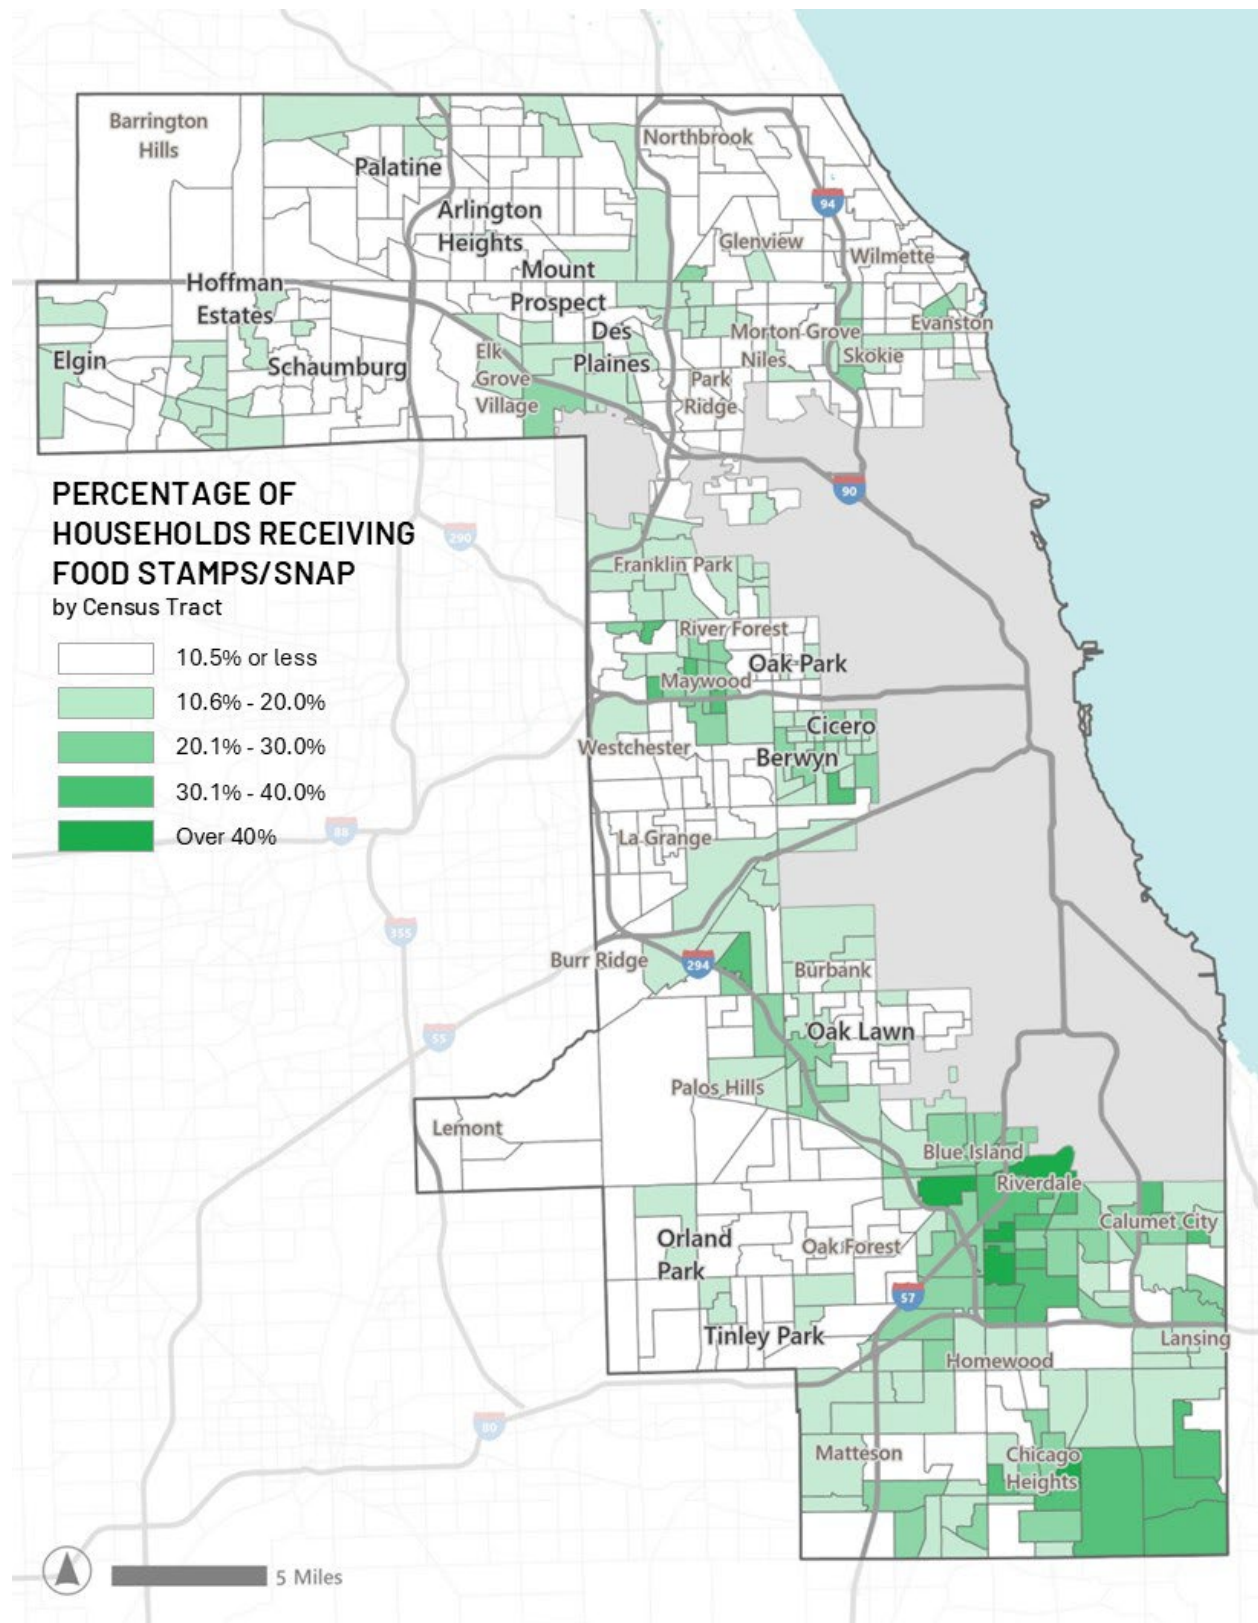 Barrington
Hills
Palatine
Northbrook
94
Arlington
Heights
Glenview
Wilmette
Mount
Prospect
Hoffman
Estates
Des
Plaines
Morton Grove
Evanston
Niles
Skokie
Elgin
Schaumburg
Elk
Grove
Village
Park
Ridge
90
PERCENTAGE OF
HOUSEHOLDS RECEIVING
FOOD STAMPS/SNAP
by Census Tract
10.5% or less
10.6% - 20.0%
20.1% - 30.0%
30.1% - 40.0%
Over 40%
290
88
355
55
80
Franklin Park
River Forest
Oak Park
Maywood
Cicero
Westchester
Berwyn
La Grange
Burr Ridge
294
Burbank
Oak Lawn
Palos Hills
Lemont
Blue Island
Riverdale
Calumet City
Orland
Park
Oak Forest
57
Tinley Park
Lansing
Homewood
Matteson
Chicago
Heights
5 Miles